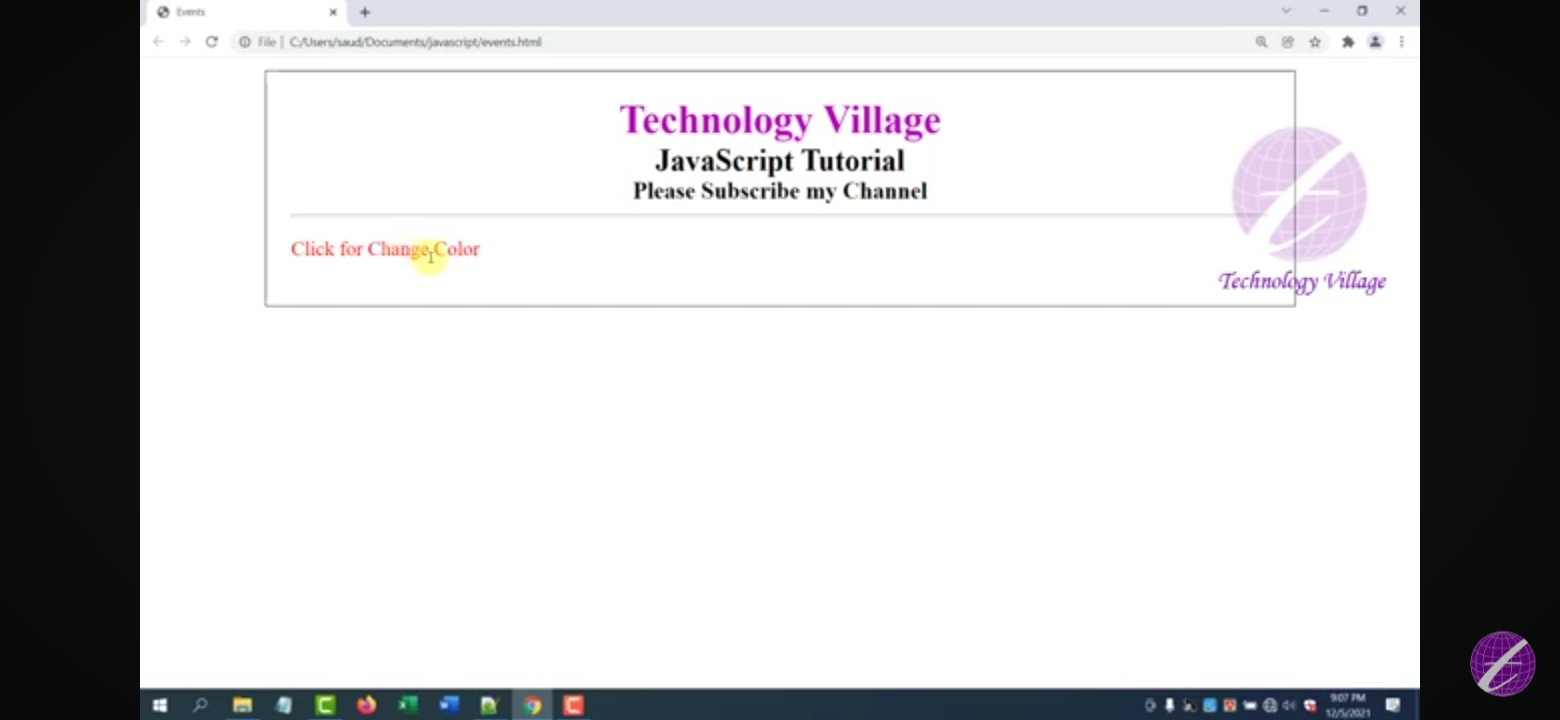 Events
File | C:/Users/saud/Documents/javascript/events.html
Technology Village
JavaScript Tutorial
Please Subscribe my Channel
Click for Change Color
Technology Village
9:07 PM
12/5/2021